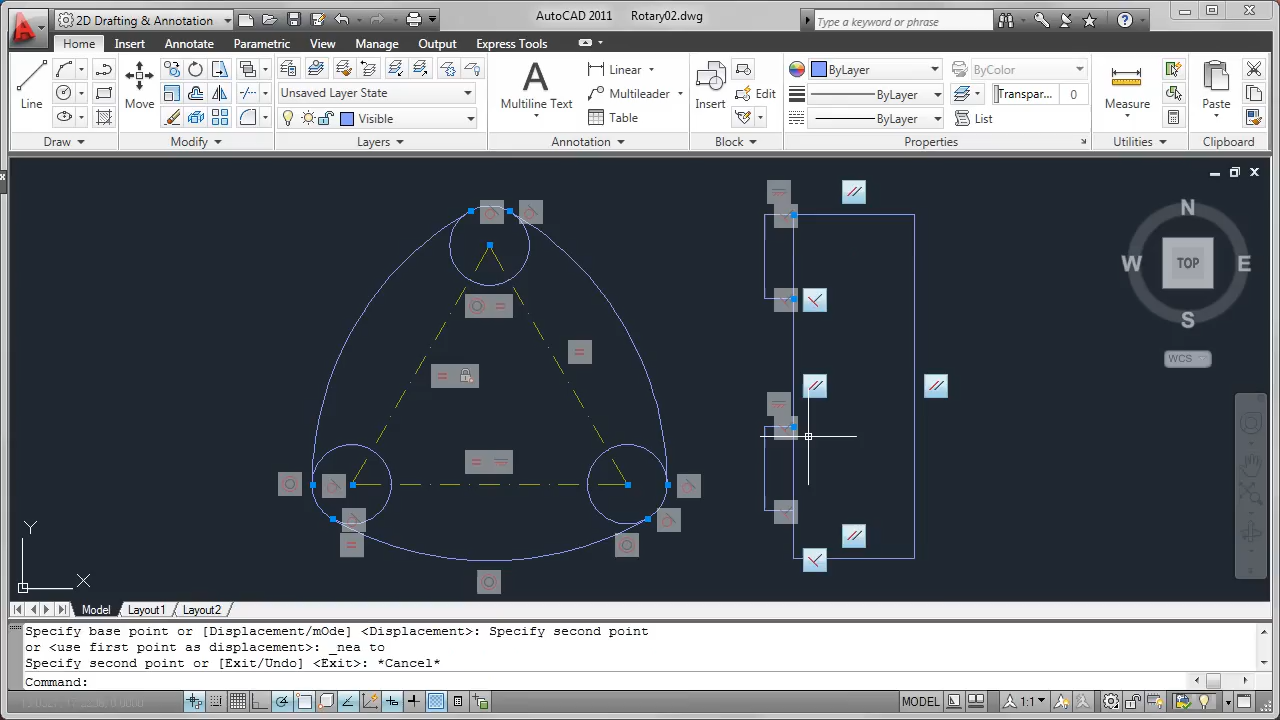 2D Drafting & Annotation
AutoCAD 2011 Rotary02.dwg
Type a keyword or phrase
Home Insert Annotate Parametric View Manage Output Express Tools
Line
Move
Unsaved Layer State
Visible
Multiline Text
Linear
Multileader
Table
Insert
Edit
ByLayer
ByLayer
ByLayer
ByColor
Transpar... 0
List
Measure
Paste
Draw Modify Layers Annotation Block Properties Utilities Clipboard
N
W TOP E
S
WCS
Y
X
Model Layout1 Layout2
Specify base point or [Displacement/mOde] <Displacement>: Specify second point
or <use first point as displacement>: _nea to
Specify second point or [Exit/Undo] <Exit>: *Cancel*
Command:
MODEL 1:1